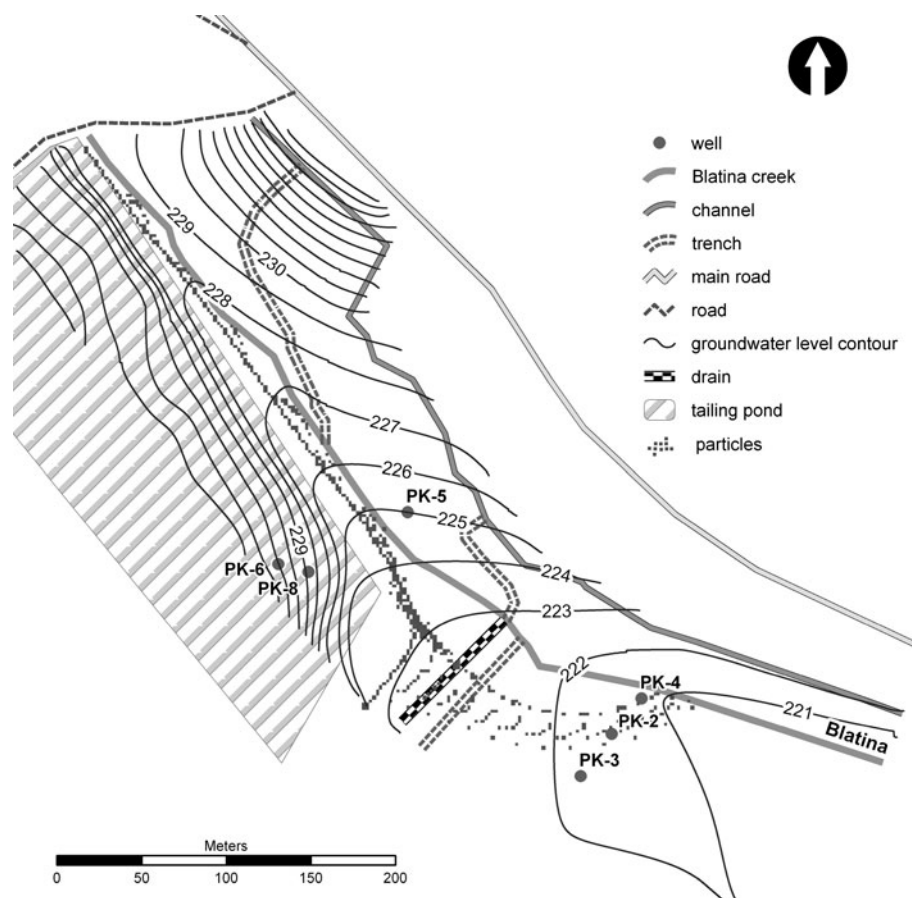 well
Blatina creek
channel
trench
main road
road
groundwater level contour
drain
tailing pond
particles
229
230
228
227
226
PK-5
225
224
PK-6
PK-8
229
223
222
PK-4
221
PK-2
Blatina
PK-3
Meters
0 50 100 150 200